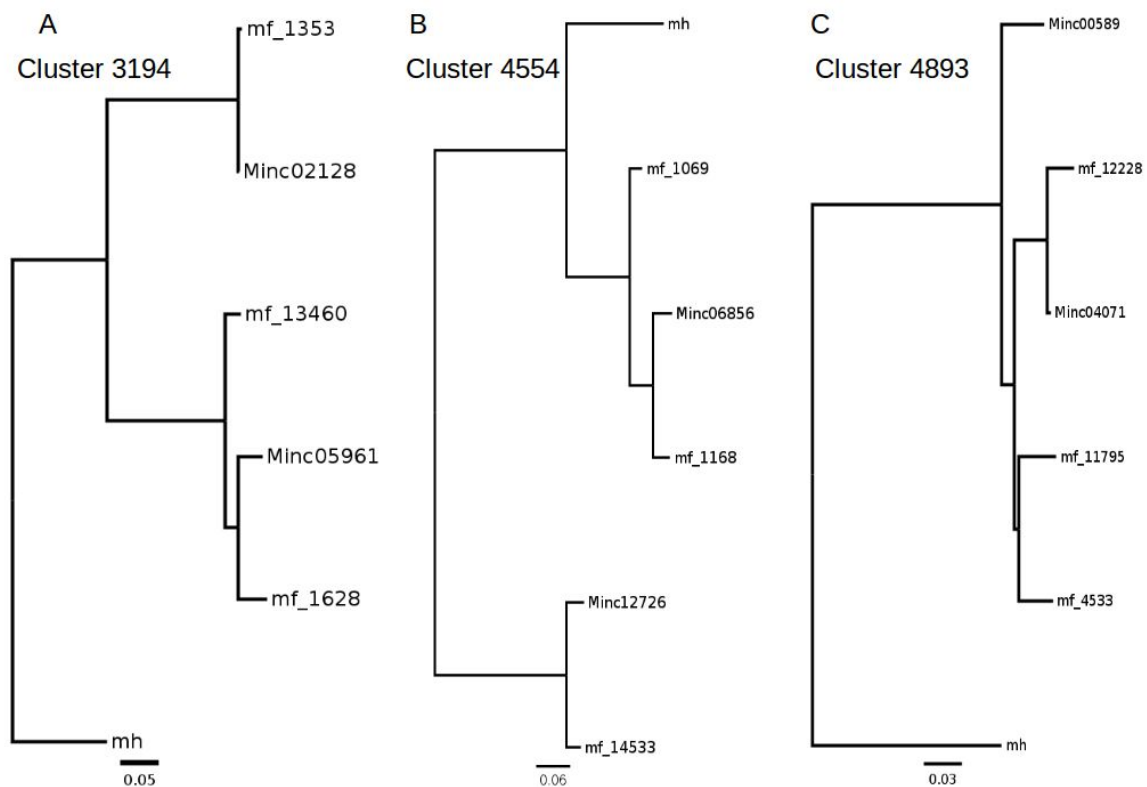 A
Cluster 3194
mf_1353
Minc02128
mf_13460
Minc05961
mf_1628
mh
0.05
B
Cluster 4554
mh
mf_1069
Minc06856
mf_1168
Minc12726
mf_14533
0.06
C
Cluster 4893
Minc00589
mf_12228
Minc04071
mf_11795
mf_4533
mh
0.03